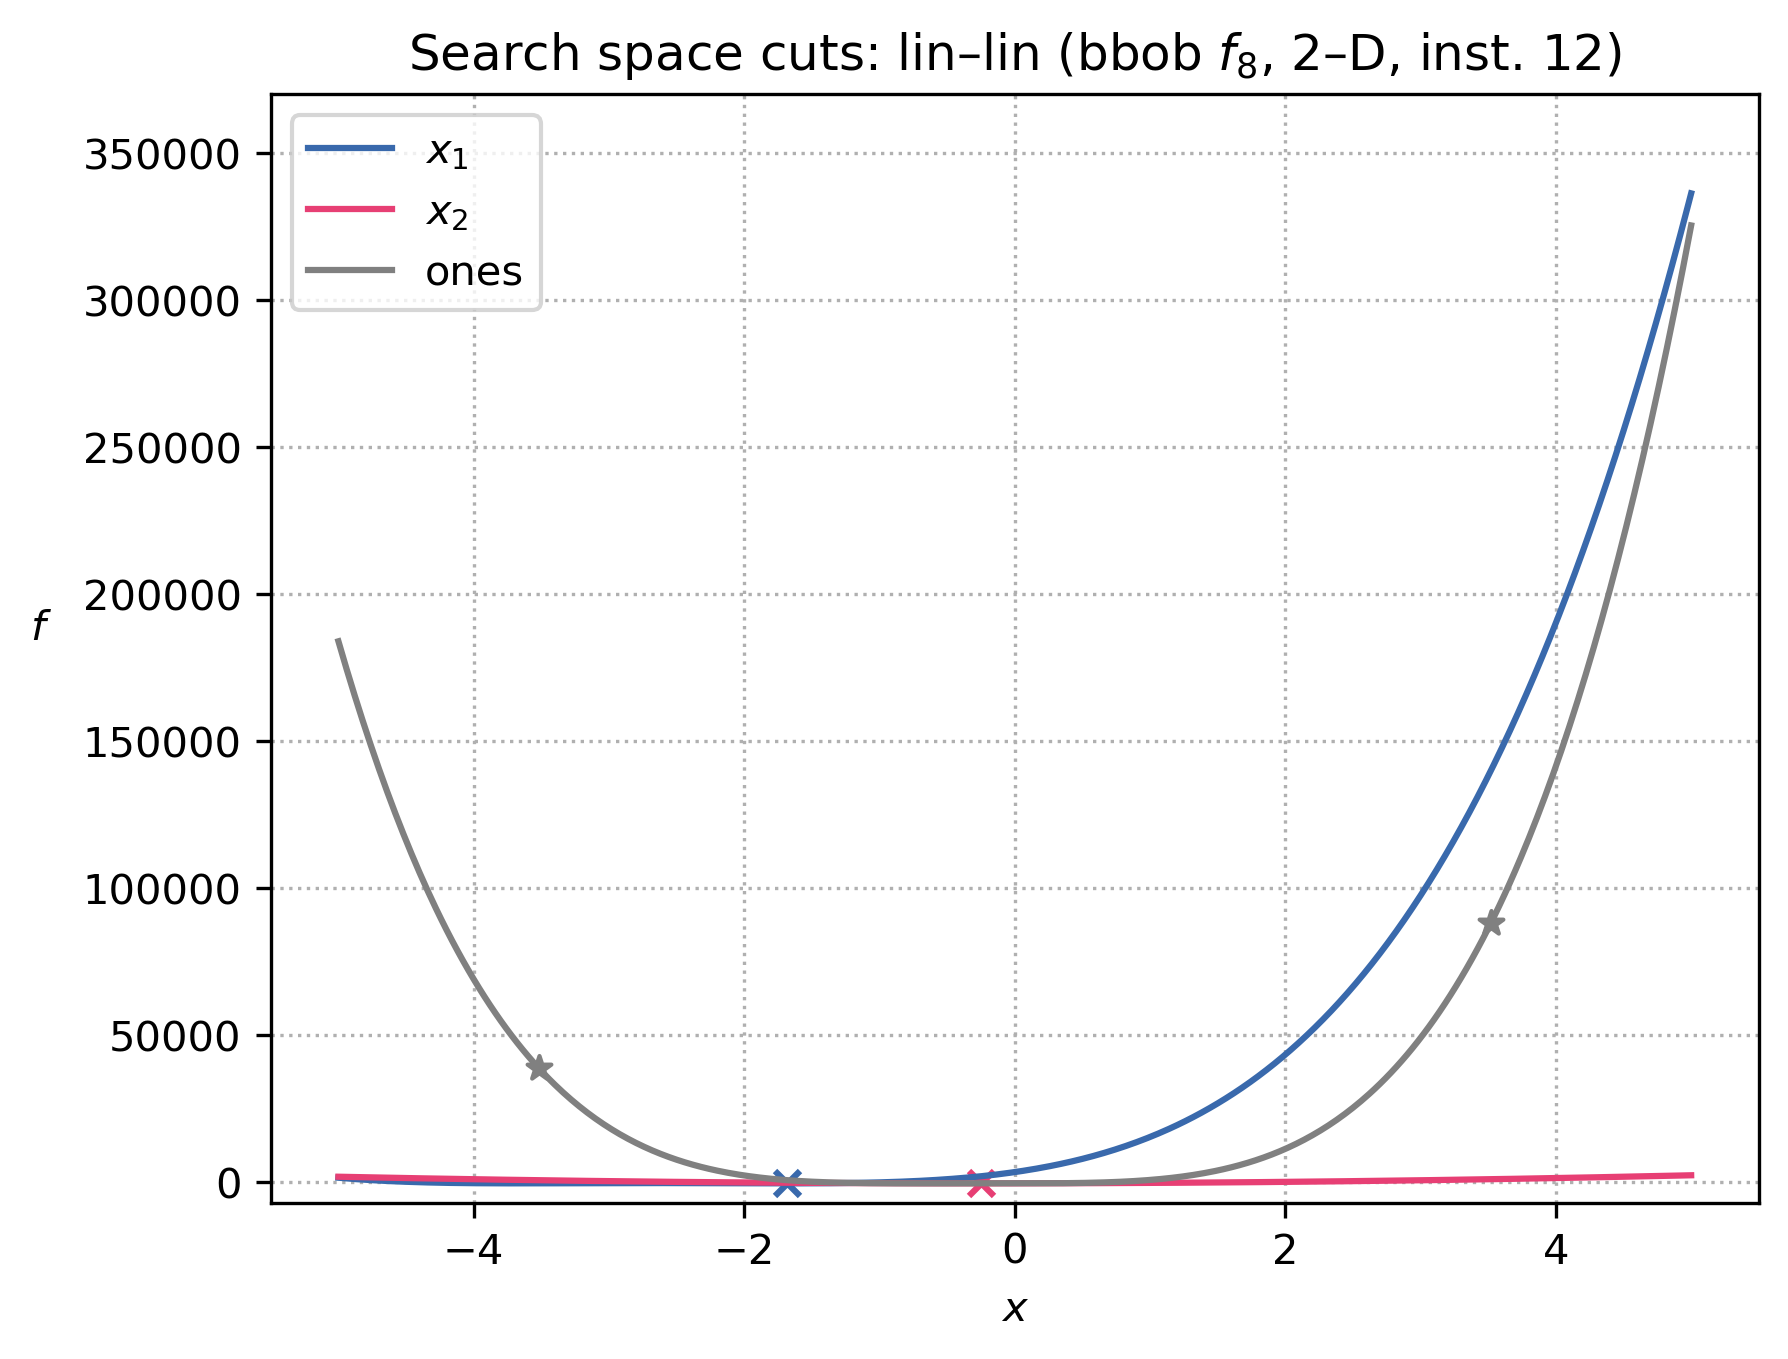 Search space cuts: lin–lin (bbob f₈, 2–D, inst. 12)
x₁
x₂
ones
350000
300000
250000
200000
150000
100000
50000
0
f
−4
−2
0
2
4
x